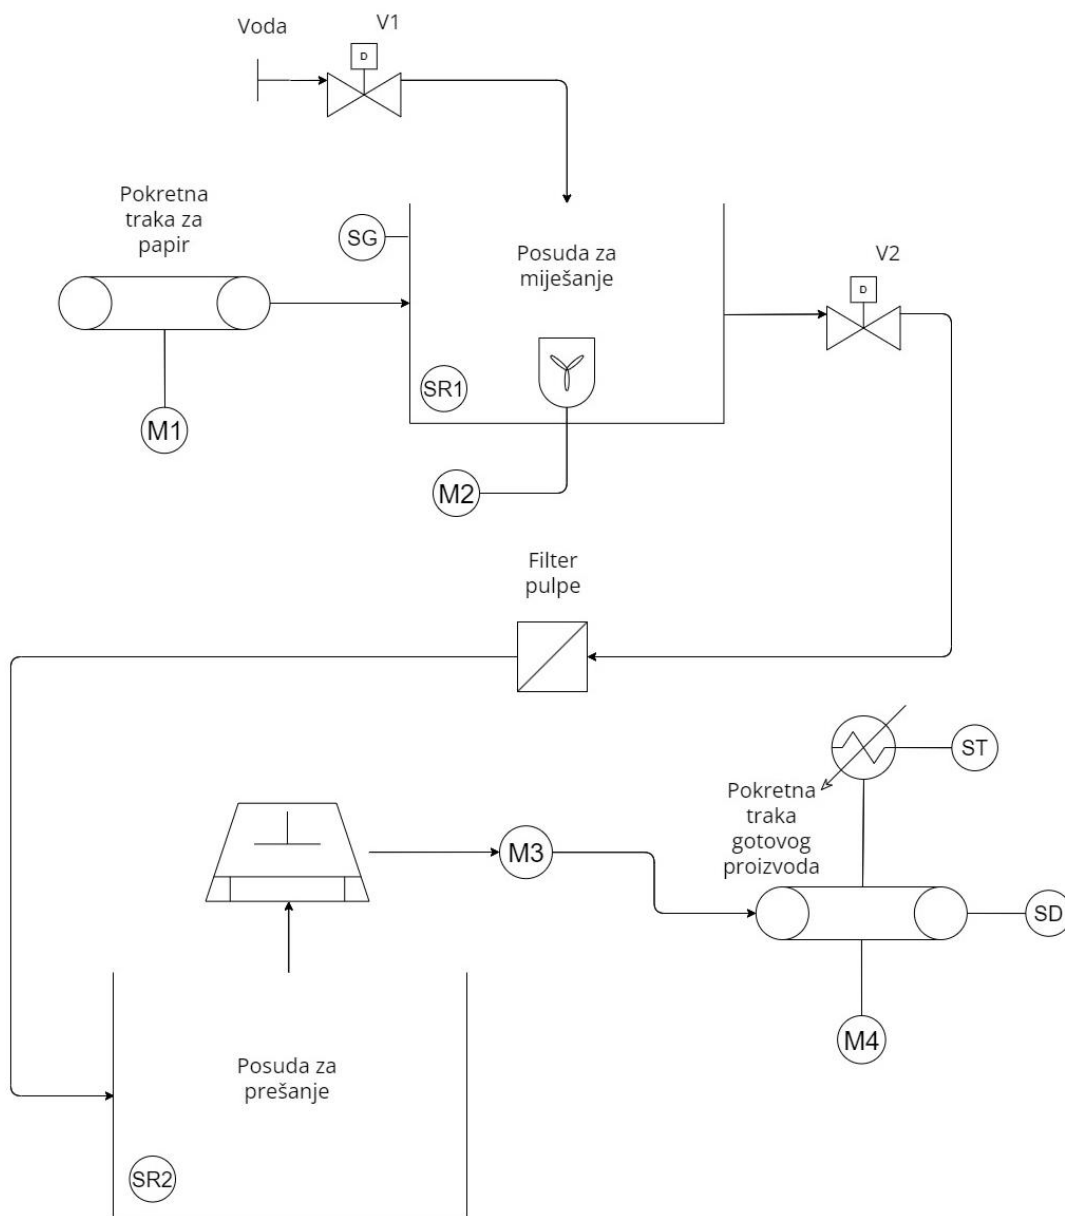 Voda
V1
D
Pokretna
traka za
papir
SG
Posuda za
miješanje
V2
D
SR1
M1
M2
Filter
pulpe
ST
Pokretna
traka
gotovog
proizvoda
M3
SD
M4
Posuda za
prešanje
SR2